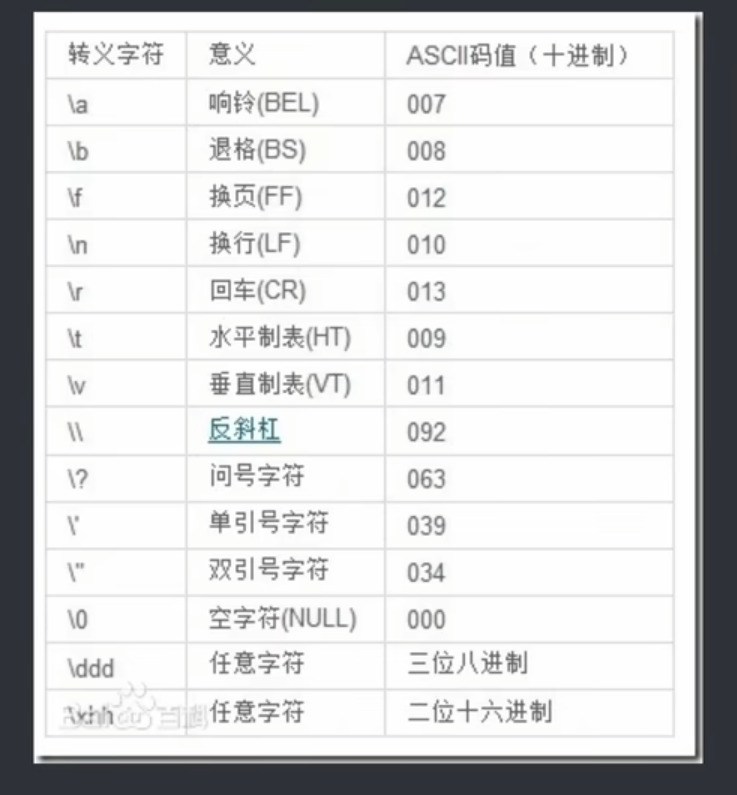 转义字符 意义 ASCII码值（十进制）
\a 响铃(BEL) 007
\b 退格(BS) 008
\f 换页(FF) 012
\n 换行(LF) 010
\r 回车(CR) 013
\t 水平制表(HT) 009
\v 垂直制表(VT) 011
\\ 反斜杠 092
\? 问号字符 063
\' 单引号字符 039
\" 双引号字符 034
\0 空字符(NULL) 000
\ddd 任意字符 三位八进制
\xhh 任意字符 二位十六进制
Bai 百科